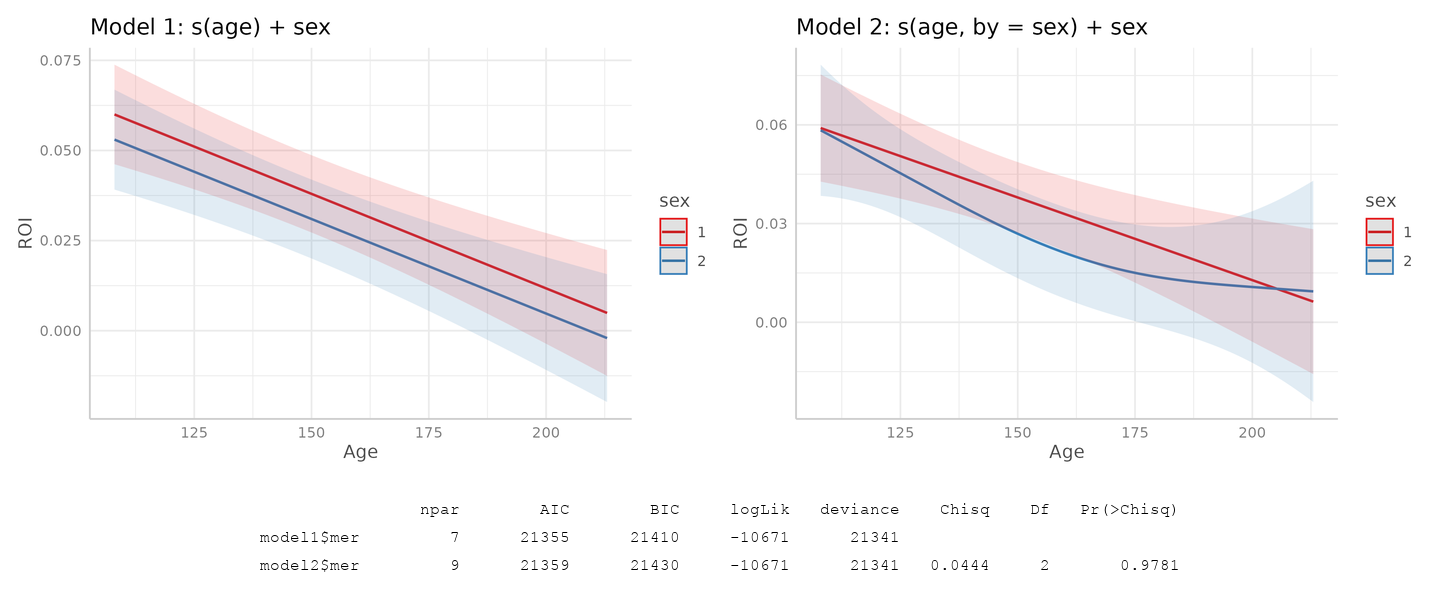 Model 1: s(age) + sex
0.075
0.050
0.025
0.000
ROI
125 150 175 200
Age
sex
1
2
Model 2: s(age, by = sex) + sex
0.06
0.03
0.00
ROI
125 150 175 200
Age
sex
1
2
npar AIC BIC logLik deviance Chisq Df Pr(>Chisq)
model1$mer 7 21355 21410 -10671 21341
model2$mer 9 21359 21430 -10671 21341 0.0444 2 0.9781